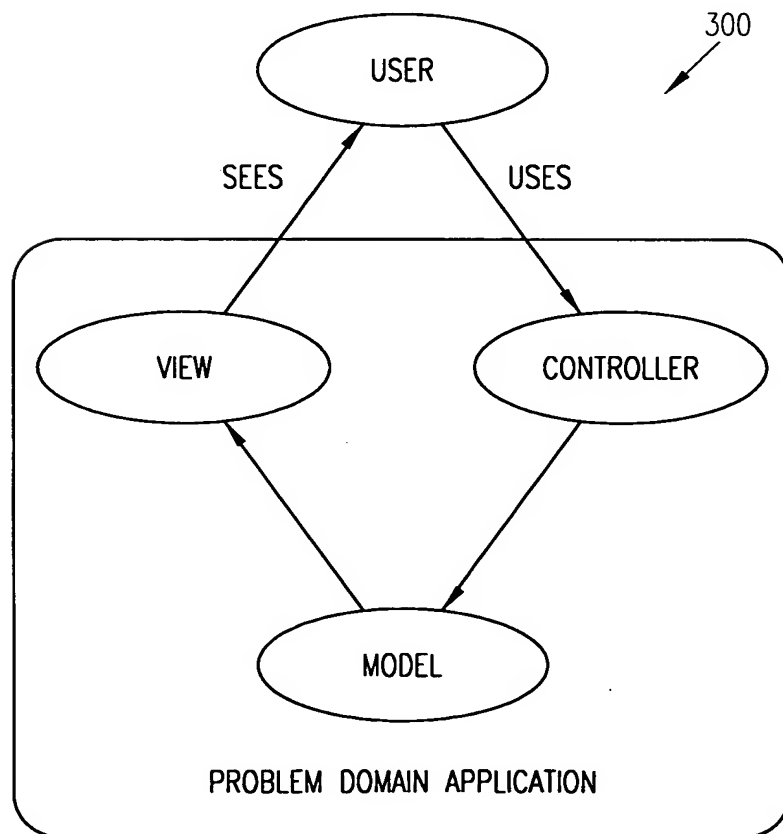 300
USER
SEES
USES
VIEW
CONTROLLER
MODEL
PROBLEM DOMAIN APPLICATION